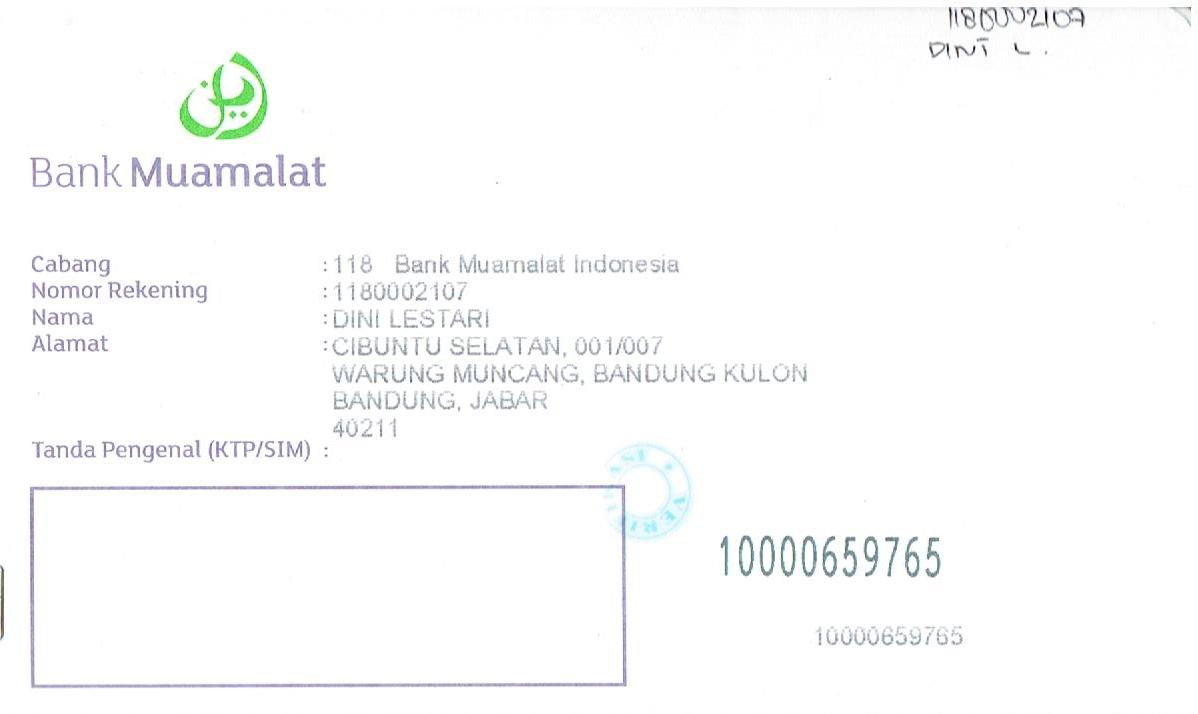 1180002107
DINI L.
Bank Muamalat
Cabang : 118 Bank Muamalat Indonesia
Nomor Rekening : 1180002107
Nama : DINI LESTARI
Alamat : CIBUNTU SELATAN, 001/007
WARUNG MUNCANG, BANDUNG KULON
BANDUNG, JABAR
40211
Tanda Pengenal (KTP/SIM) :
10000659765
10000659765